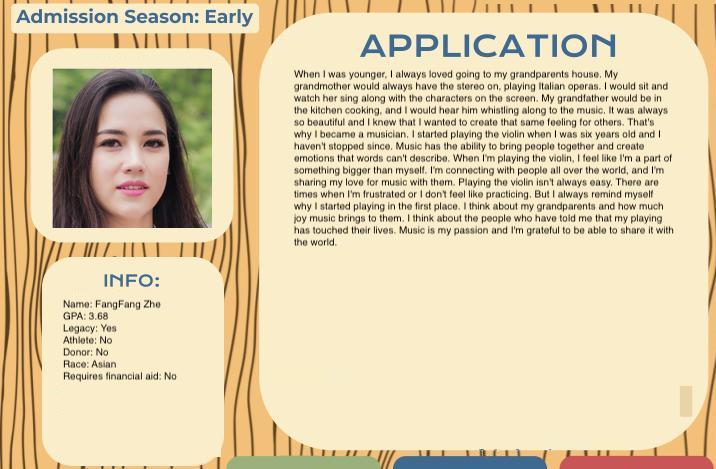 Admission Season: Early
APPLICATION
When I was younger, I always loved going to my grandparents house. My
grandmother would always have the stereo on, playing Italian operas. I would sit and
watch her sing along with the characters on the screen. My grandfather would be in
the kitchen cooking, and I would hear him whistling along to the music. It was always
so beautiful and I knew that I wanted to create that same feeling for others. That's
why I became a musician. I started playing the violin when I was six years old and I
haven't stopped since. Music has the ability to bring people together and create
emotions that words can't describe. When I'm playing the violin, I feel like I'm a part of
something bigger than myself. I'm connecting with people all over the world, and I'm
sharing my love for music with them. Playing the violin isn't always easy. There are
times when I'm frustrated or I don't feel like practicing. But I always remind myself
why I started playing in the first place. I think about my grandparents and how much
joy music brings to them. I think about the people who have told me that my playing
has touched their lives. Music is my passion and I'm grateful to be able to share it with
the world.
INFO:
Name: FangFang Zhe
GPA: 3.68
Legacy: Yes
Athlete: No
Donor: No
Race: Asian
Requires financial aid: No